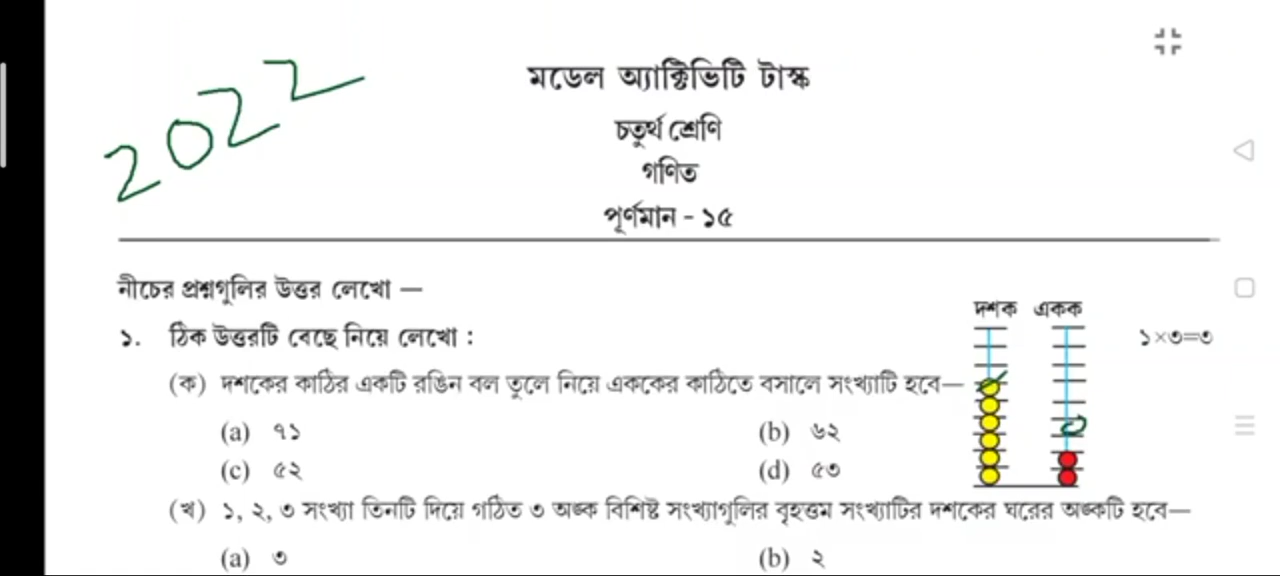 2022
মডেল অ্যাক্টিভিটি টাস্ক
চতুর্থ শ্রেণি
গণিত
পূর্ণমান - ১৫
নীচের প্রশ্নগুলির উত্তর লেখো —
১. ঠিক উত্তরটি বেছে নিয়ে লেখো : ১×৩=৩
দশক একক
(ক) দশকের কাঠির একটি রঙিন বল তুলে নিয়ে এককের কাঠিতে বসালে সংখ্যাটি হবে—
(a) ৭১ (b) ৬২
(c) ৫২ (d) ৫৩
(খ) ১, ২, ৩ সংখ্যা তিনটি দিয়ে গঠিত ৩ অঙ্ক বিশিষ্ট সংখ্যাগুলির বৃহত্তম সংখ্যাটির দশকের ঘরের অঙ্কটি হবে—
(a) ৩ (b) ২